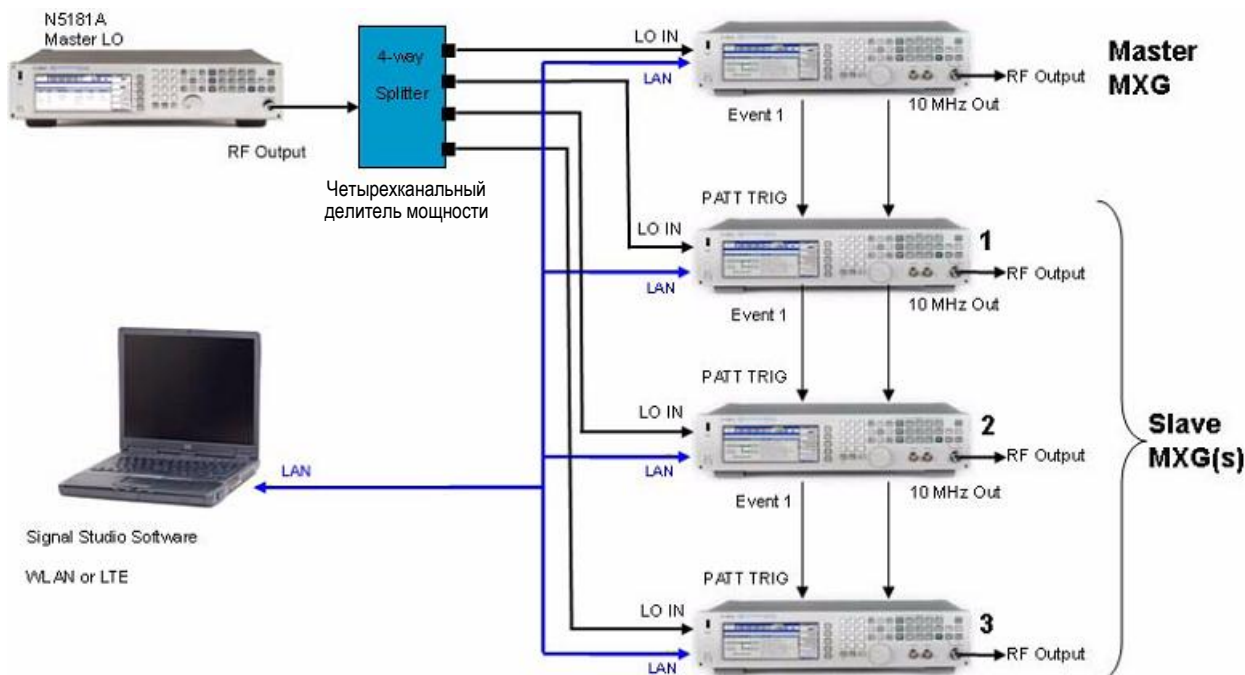 N5181A
Master LO
RF Output
4-way
Splitter
Четырехканальный
делитель мощности
LO IN
LAN
RF Output
Master
MXG
Event 1
10 MHz Out
PATT TRIG
LO IN
LAN
1
RF Output
Event 1
10 MHz Out
PATT TRIG
LO IN
LAN
2
RF Output
Slave
MXG(s)
Event 1
10 MHz Out
PATT TRIG
LO IN
LAN
3
RF Output
LAN
Signal Studio Software
WLAN or LTE